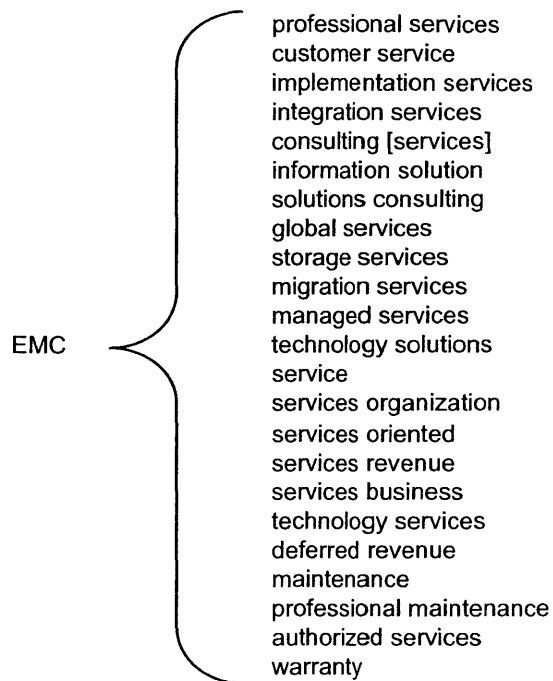 professional services
customer service
implementation services
integration services
consulting [services]
information solution
solutions consulting
global services
storage services
migration services
managed services
EMC
technology solutions
service
services organization
services oriented
services revenue
services business
technology services
deferred revenue
maintenance
professional maintenance
authorized services
warranty